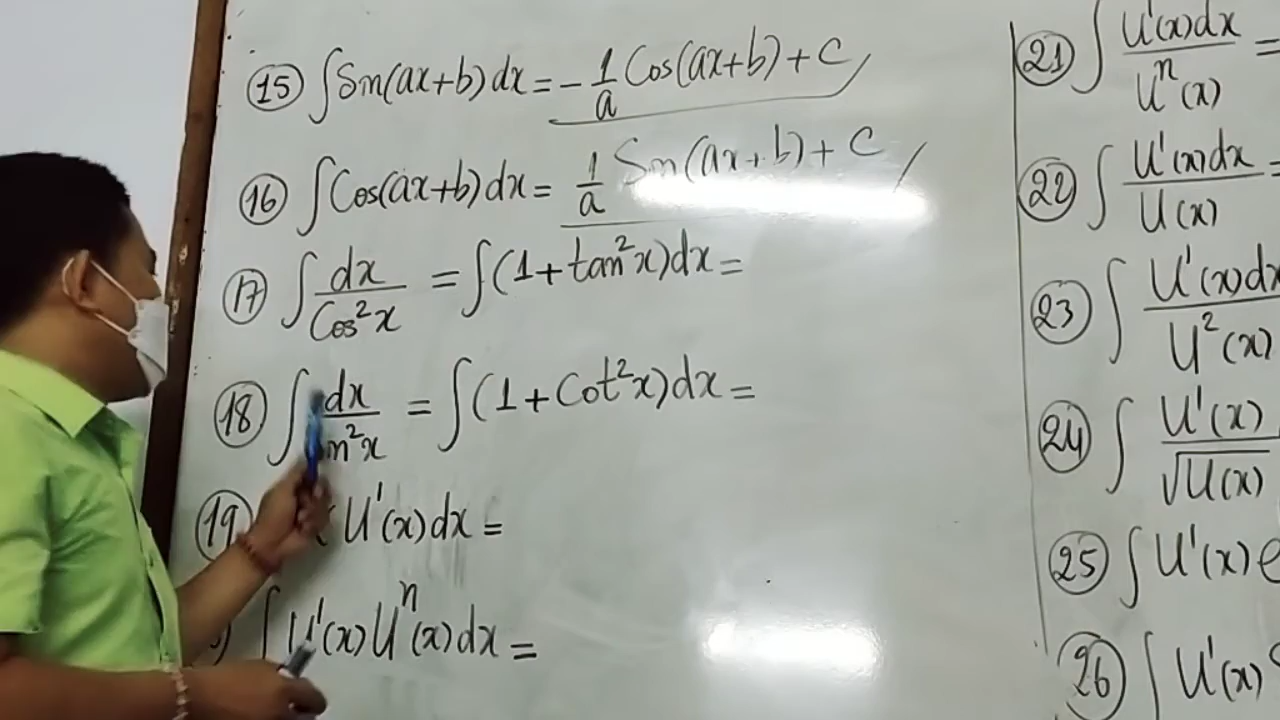 ⑮ ∫Sin(ax+b)dx = -1/a Cos(ax+b)+C
⑯ ∫Cos(ax+b)dx = 1/a Sin(ax+b)+C
⑰ ∫dx/Cos²x = ∫(1+tan²x)dx =
⑱ ∫dx/in²x = ∫(1+Cot²x)dx =
⑲ U'(x)dx =
∫U'(x)Uⁿ(x)dx =
㉑ ∫U'(x)dx/Uⁿ(x) =
㉒ ∫U'(x)dx/U(x) =
㉓ ∫U'(x)dx/U²(x)
㉔ ∫U'(x)/√U(x)
㉕ ∫U'(x)e
㉖ ∫U'(x)